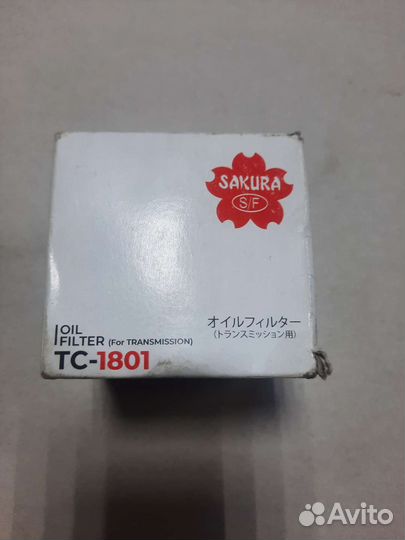 SAKURA
S/F
OIL
FILTER (For TRANSMISSION)
TC-1801
オイルフィルター
(トランスミッション用)
Avito